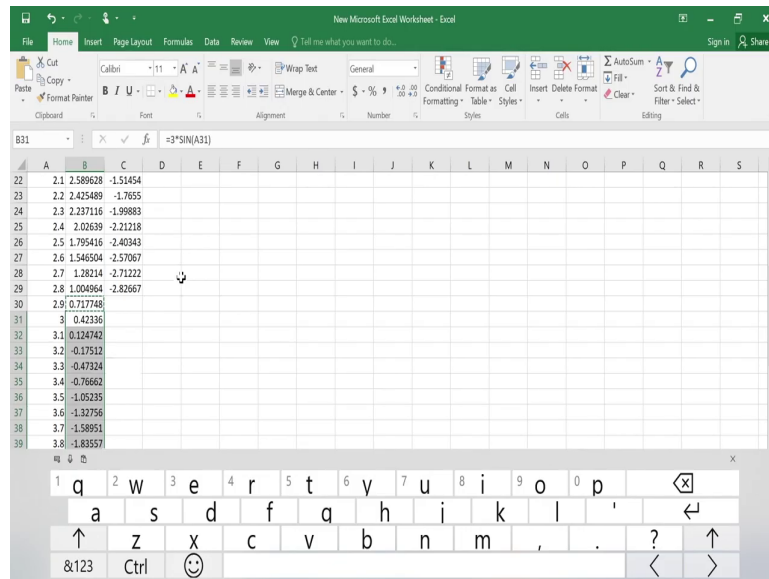 New Microsoft Excel Worksheet - Excel
File Home Insert Page Layout Formulas Data Review View Tell me what you want to do... Sign in Share
Cut Calibri 11 A A Wrap Text General AutoSum
Paste Copy Fill
Format Painter B I U A Merge & Center $ % , .0 .00 .00 .0 Conditional Formatting Format as Table Cell Styles Insert Delete Format Clear Sort & Filter Find & Select
Clipboard Font Alignment Number Styles Cells Editing
B31 fx =3*SIN(A31)
A B C D E F G H I J K L M N O P Q R S
22 2.1 2.589628 -1.51454
23 2.2 2.425489 -1.7655
24 2.3 2.237116 -1.99883
25 2.4 2.02639 -2.21218
26 2.5 1.795416 -2.40343
27 2.6 1.546504 -2.57067
28 2.7 1.28214 -2.71222
29 2.8 1.004964 -2.82667
30 2.9 0.717748
31 3 0.42336
32 3.1 0.124742
33 3.2 -0.17512
34 3.3 -0.47324
35 3.4 -0.76662
36 3.5 -1.05235
37 3.6 -1.32756
38 3.7 -1.58951
39 3.8 -1.83557
1 q 2 w 3 e 4 r 5 t 6 y 7 u 8 i 9 o 0 p
a s d f g h j k l '
z x c v b n m , . ?
&123 Ctrl